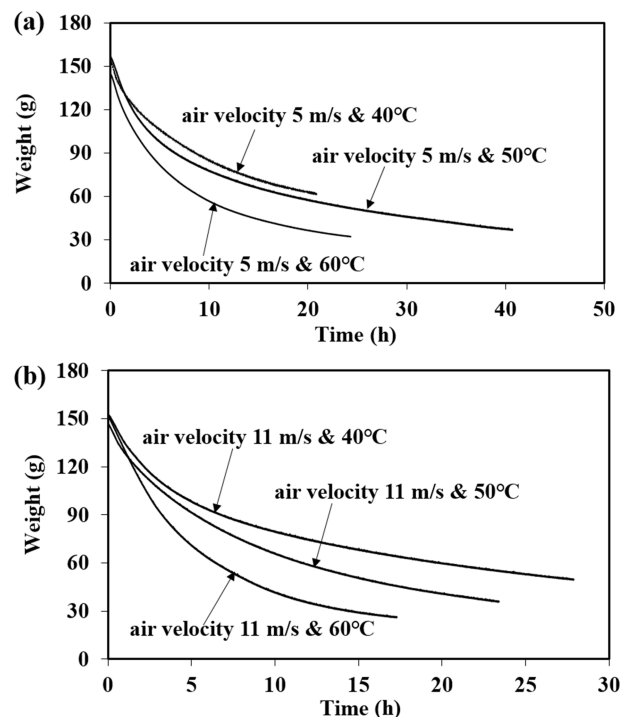 (a)
180
150
120
90
60
30
0
Weight (g)
air velocity 5 m/s & 40°C
air velocity 5 m/s & 50°C
air velocity 5 m/s & 60°C
0 10 20 30 40 50
Time (h)
(b)
180
150
120
90
60
30
0
Weight (g)
air velocity 11 m/s & 40°C
air velocity 11 m/s & 50°C
air velocity 11 m/s & 60°C
0 5 10 15 20 25 30
Time (h)